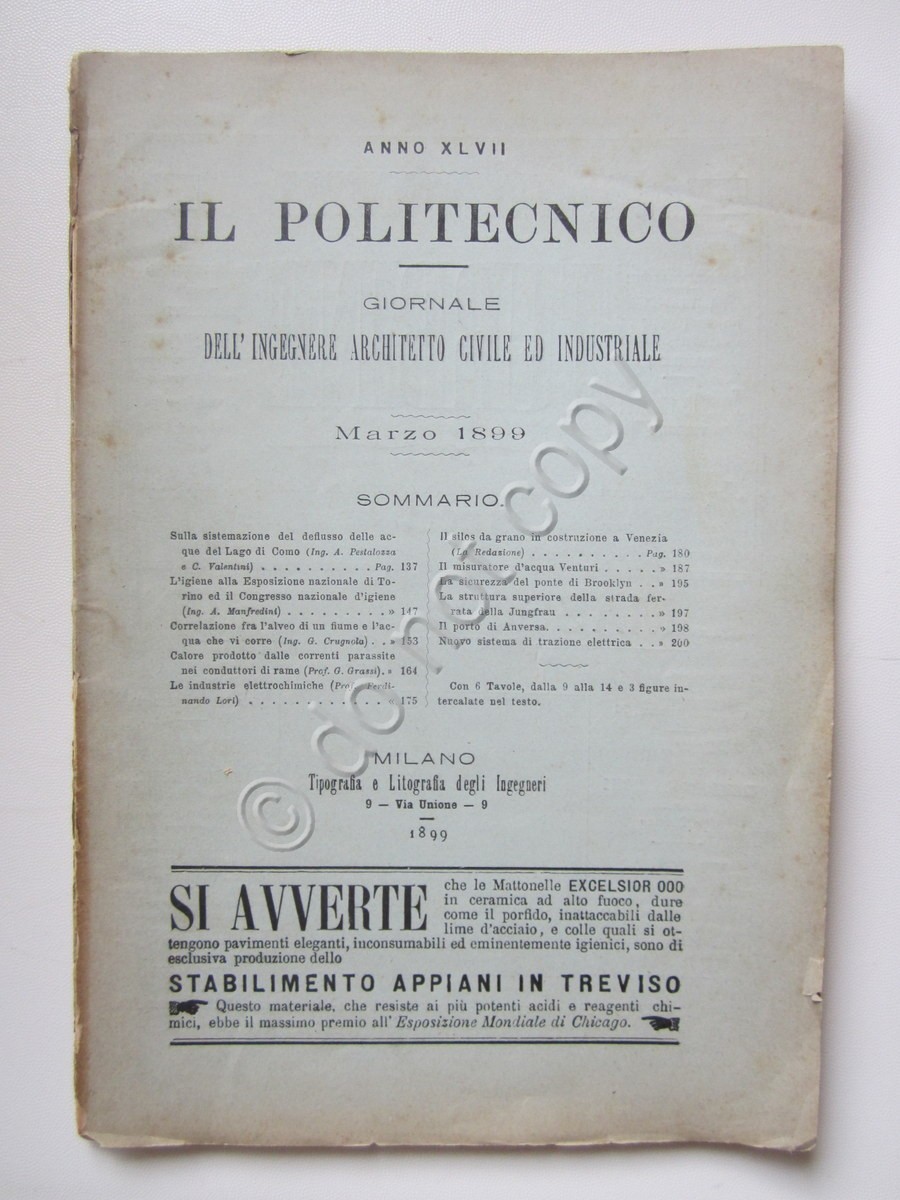 ANNO XLVII
IL POLITECNICO
GIORNALE
DELL' INGEGNERE ARCHITETTO CIVILE ED INDUSTRIALE
Marzo 1899
SOMMARIO.
Sulla sistemazione del deflusso delle ac-
que del Lago di Como (Ing. A. Pestalozza
e C. Valentini) . . . . . . . . . . . Pag. 137
L'igiene alla Esposizione nazionale di To-
rino ed il Congresso nazionale d'igiene
(Ing. A. Manfredini) . . . . . . . . . » 147
Correlazione fra l'alveo di un fiume e l'ac-
qua che vi corre (Ing. G. Crugnola) . . » 153
Calore prodotto dalle correnti parassite
nei conduttori di rame (Prof. G. Grassi). » 164
Le industrie elettrochimiche (Prof. Ferdi-
nando Lori) . . . . . . . . . . . . » 175
Il silos da grano in costruzione a Venezia
(La Redazione) . . . . . . . . . . Pag. 180
Il misuratore d'acqua Venturi . . . . . » 187
La sicurezza del ponte di Brooklyn . . » 195
La struttura superiore della strada fer-
rata della Jungfrau . . . . . . . . . » 197
Il porto di Anversa. . . . . . . . . . . » 198
Nuovo sistema di trazione elettrica . . » 200
Con 6 Tavole, dalla 9 alla 14 e 3 figure in-
tercalate nel testo.
MILANO
Tipografia e Litografia degli Ingegneri
9 — Via Unione — 9
1899
SI AVVERTE
che le Mattonelle EXCELSIOR 000
in ceramica ad alto fuoco, dure
come il porfido, inattaccabili dalle
lime d'acciaio, e colle quali si ot-
tengono pavimenti eleganti, inconsumabili ed eminentemente igienici, sono di
esclusiva produzione dello
STABILIMENTO APPIANI IN TREVISO
Questo materiale, che resiste ai più potenti acidi e reagenti chi-
mici, ebbe il massimo premio all' Esposizione Mondiale di Chicago.
© do not copy